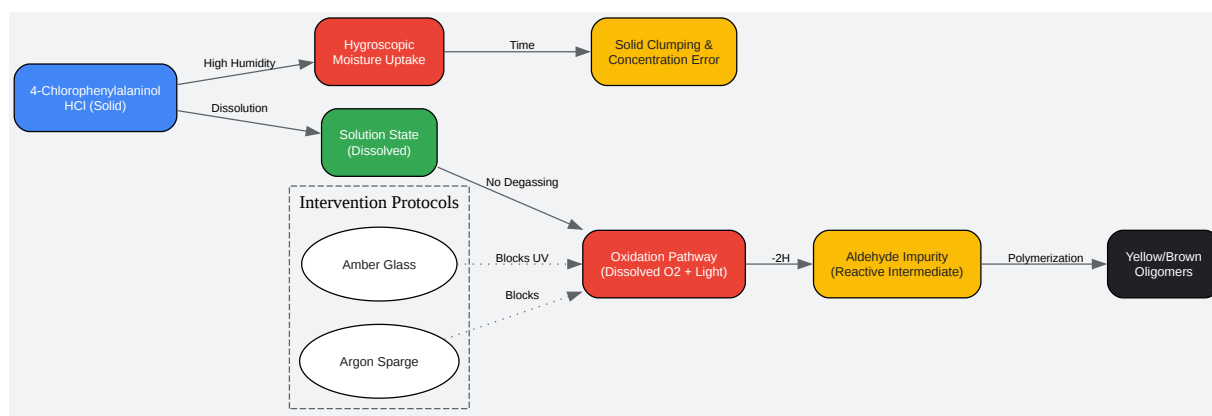 4-Chlorophenylalaninol
HCl (Solid)
High Humidity
Hygroscopic
Moisture Uptake
Time
Solid Clumping &
Concentration Error
Dissolution
Solution State
(Dissolved)
No Degassing
Intervention Protocols
Amber Glass
Blocks UV
Argon Sparge
Blocks
Oxidation Pathway
(Dissolved O2 + Light)
-2H
Aldehyde Impurity
(Reactive Intermediate)
Polymerization
Yellow/Brown
Oligomers